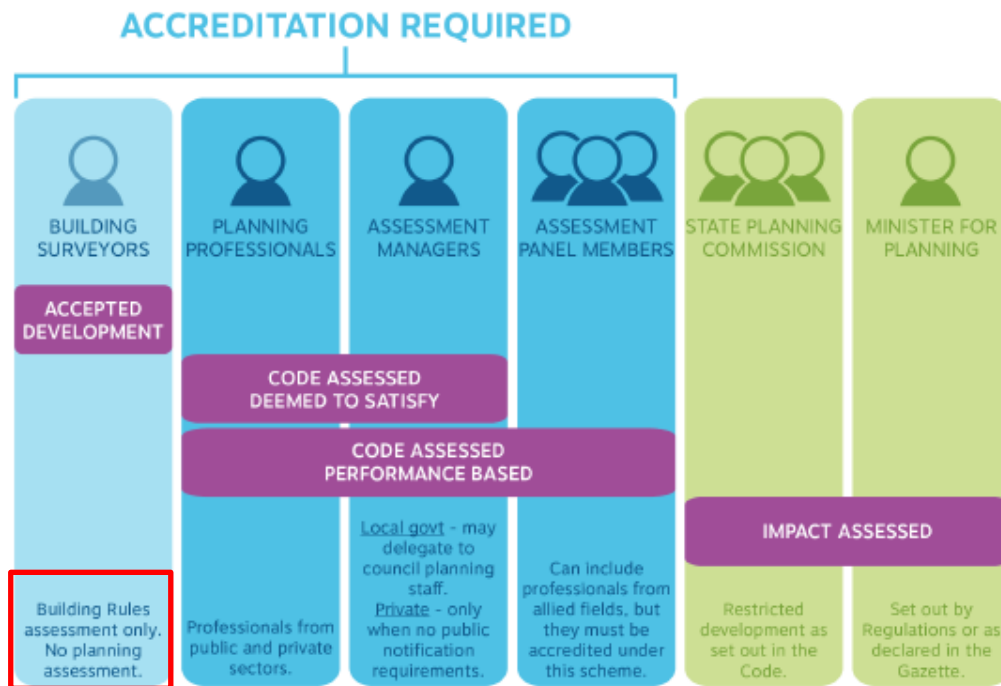 ACCREDITATION REQUIRED
BUILDING
SURVEYORS
PLANNING
PROFESSIONALS
ASSESSMENT
MANAGERS
ASSESSMENT
PANEL MEMBERS
STATE PLANNING
COMMISSION
MINISTER FOR
PLANNING
ACCEPTED
DEVELOPMENT
CODE ASSESSED
DEEMED TO SATISFY
CODE ASSESSED
PERFORMANCE BASED
IMPACT ASSESSED
Building Rules
assessment only.
No planning
assessment.
Professionals from
public and private
sectors.
Local govt - may
delegate to
council planning
staff.
Private - only
when no public
notification
requirements.
Can include
professionals from
allied fields, but
they must be
accredited under
this scheme.
Restricted
development as
set out in the
Code.
Set out by
Regulations or as
declared in the
Gazette.